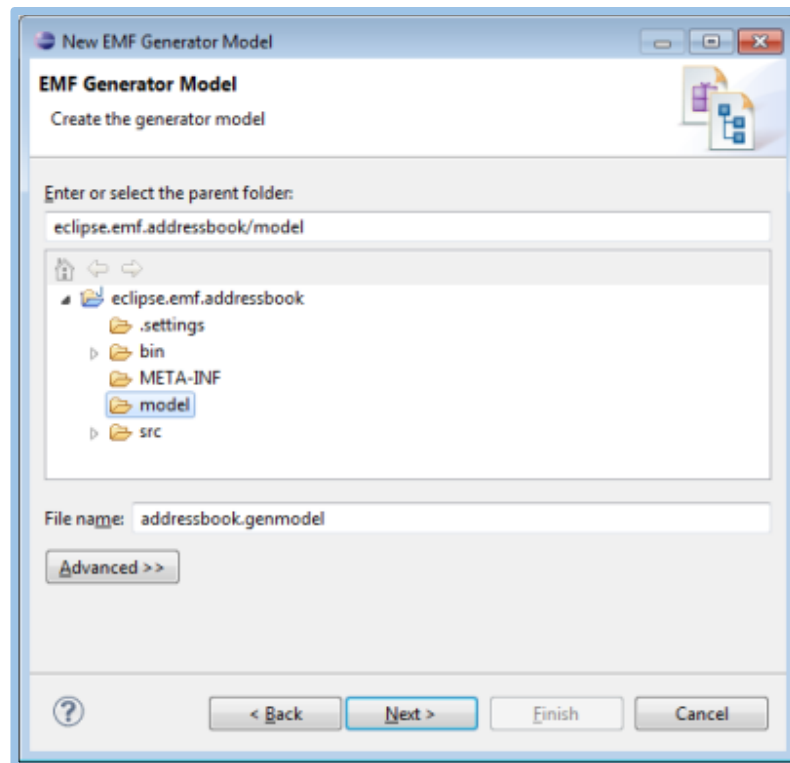 New EMF Generator Model
EMF Generator Model
Create the generator model
Enter or select the parent folder:
eclipse.emf.addressbook/model
eclipse.emf.addressbook
.settings
bin
META-INF
model
src
File name: addressbook.genmodel
Advanced >>
< Back Next > Finish Cancel